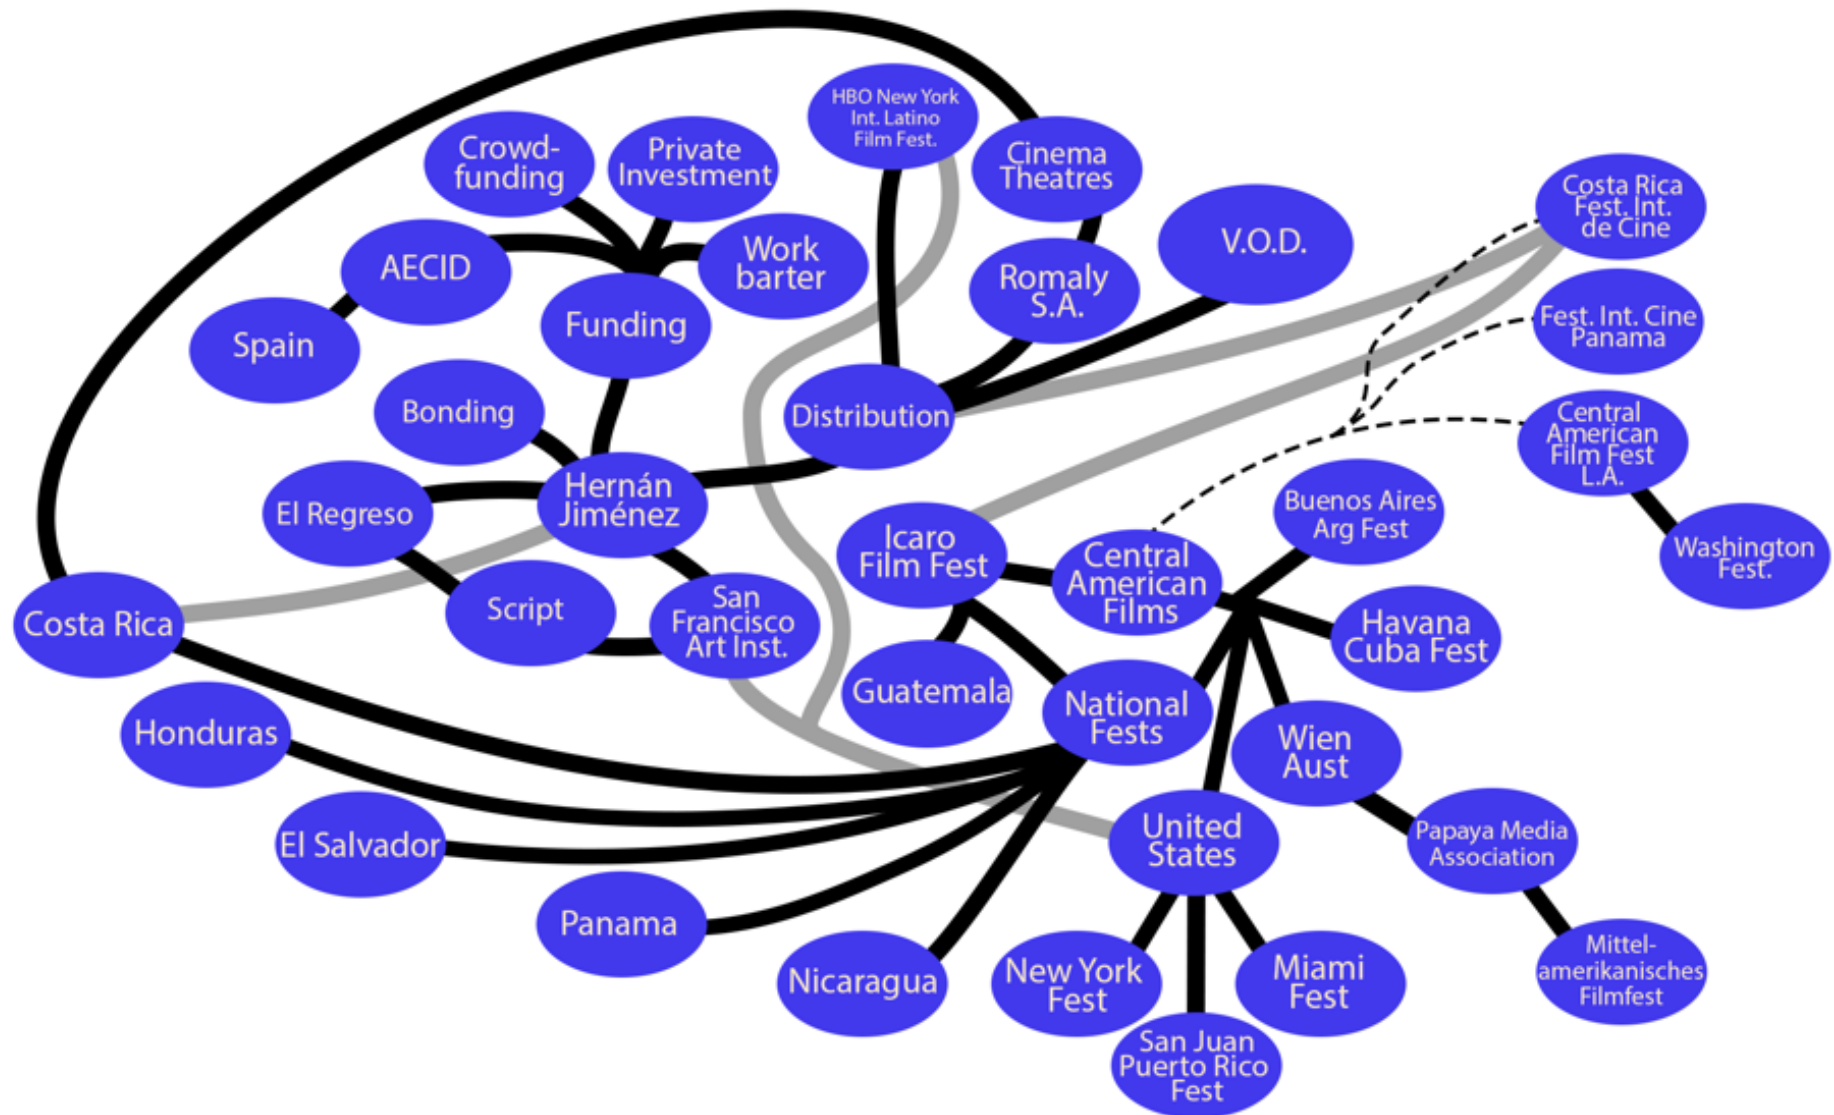 HBO New York
Int. Latino
Film Fest.
Crowd-
funding
Private
Investment
Cinema
Theatres
Costa Rica
Fest. Int.
de Cine
AECID
Work
barter
Romaly
S.A.
V.O.D.
Spain
Funding
Fest. Int. Cine
Panama
Bonding
Distribution
Central
American
Film Fest
L.A.
El Regreso
Hernán
Jiménez
Icaro
Film Fest
Central
American
Films
Buenos Aires
Arg Fest
Washington
Fest.
Costa Rica
Script
San
Francisco
Art Inst.
Havana
Cuba Fest
Guatemala
National
Fests
Honduras
Wien
Aust
El Salvador
United
States
Papaya Media
Association
Panama
Nicaragua
New York
Fest
Miami
Fest
Mittel-
amerikanisches
Filmfest
San Juan
Puerto Rico
Fest